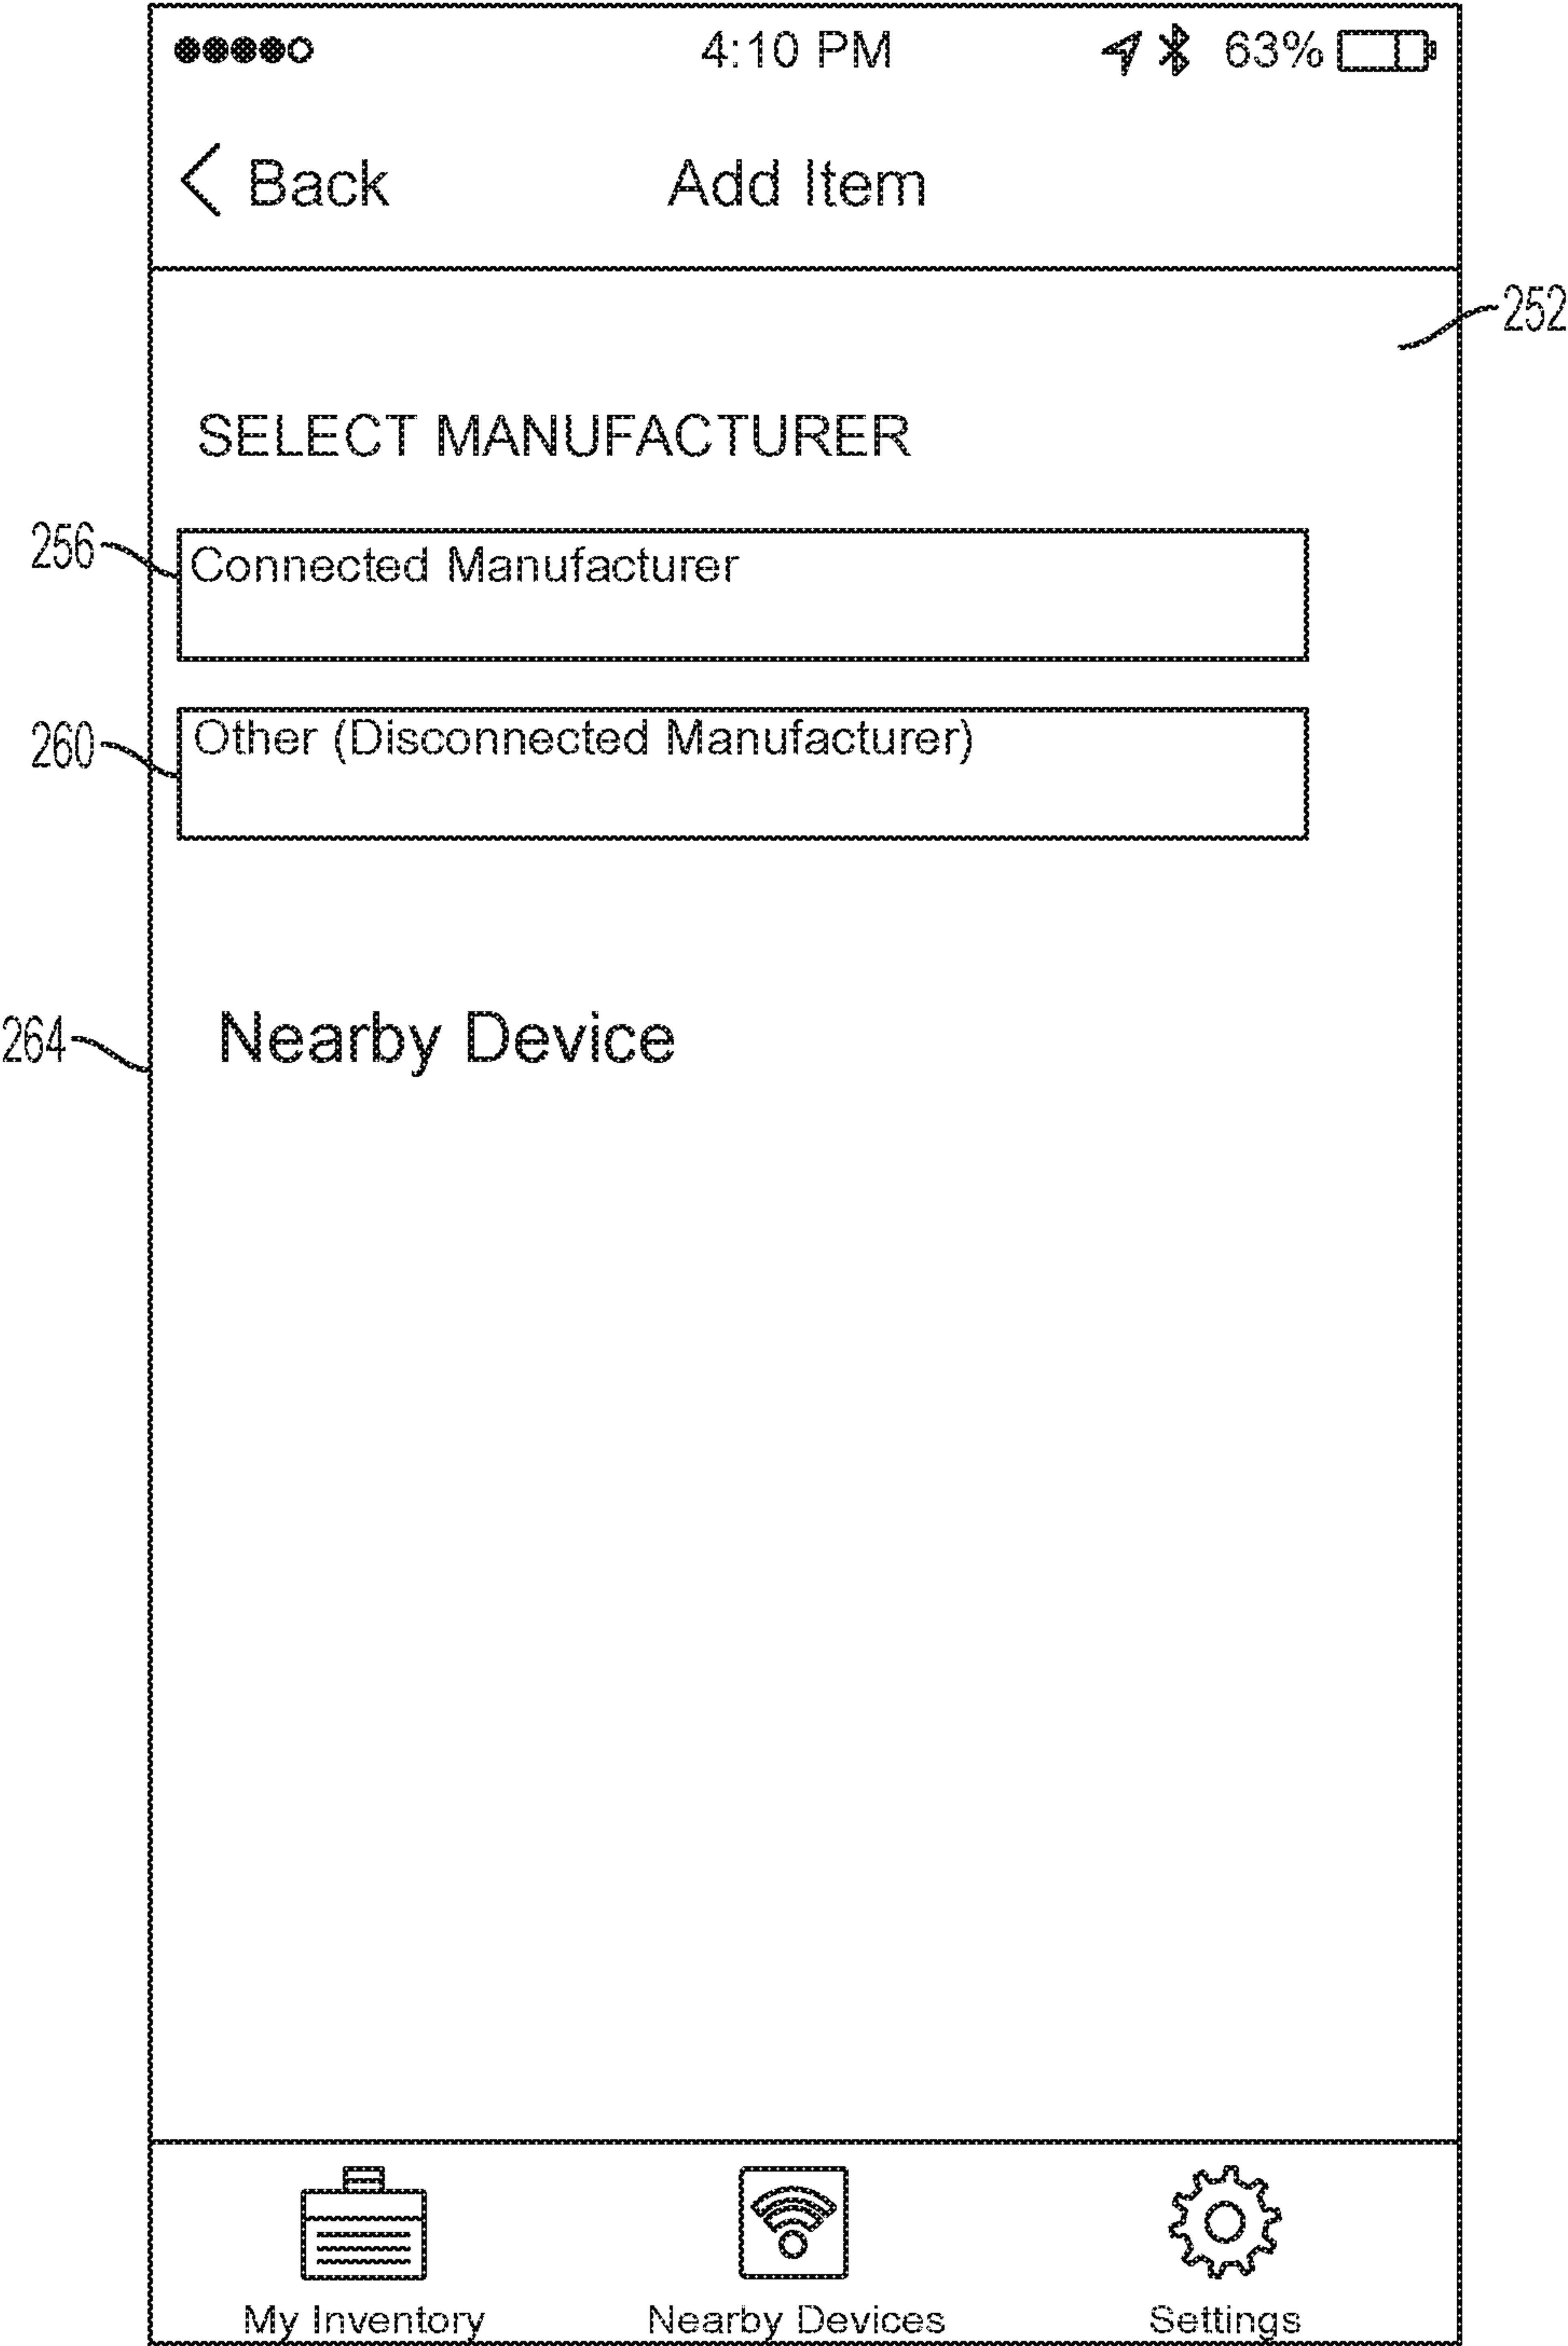 4:10 PM 63%
Back Add Item
252
SELECT MANUFACTURER
256 Connected Manufacturer
260 Other (Disconnected Manufacturer)
264 Nearby Device
My Inventory Nearby Devices Settings